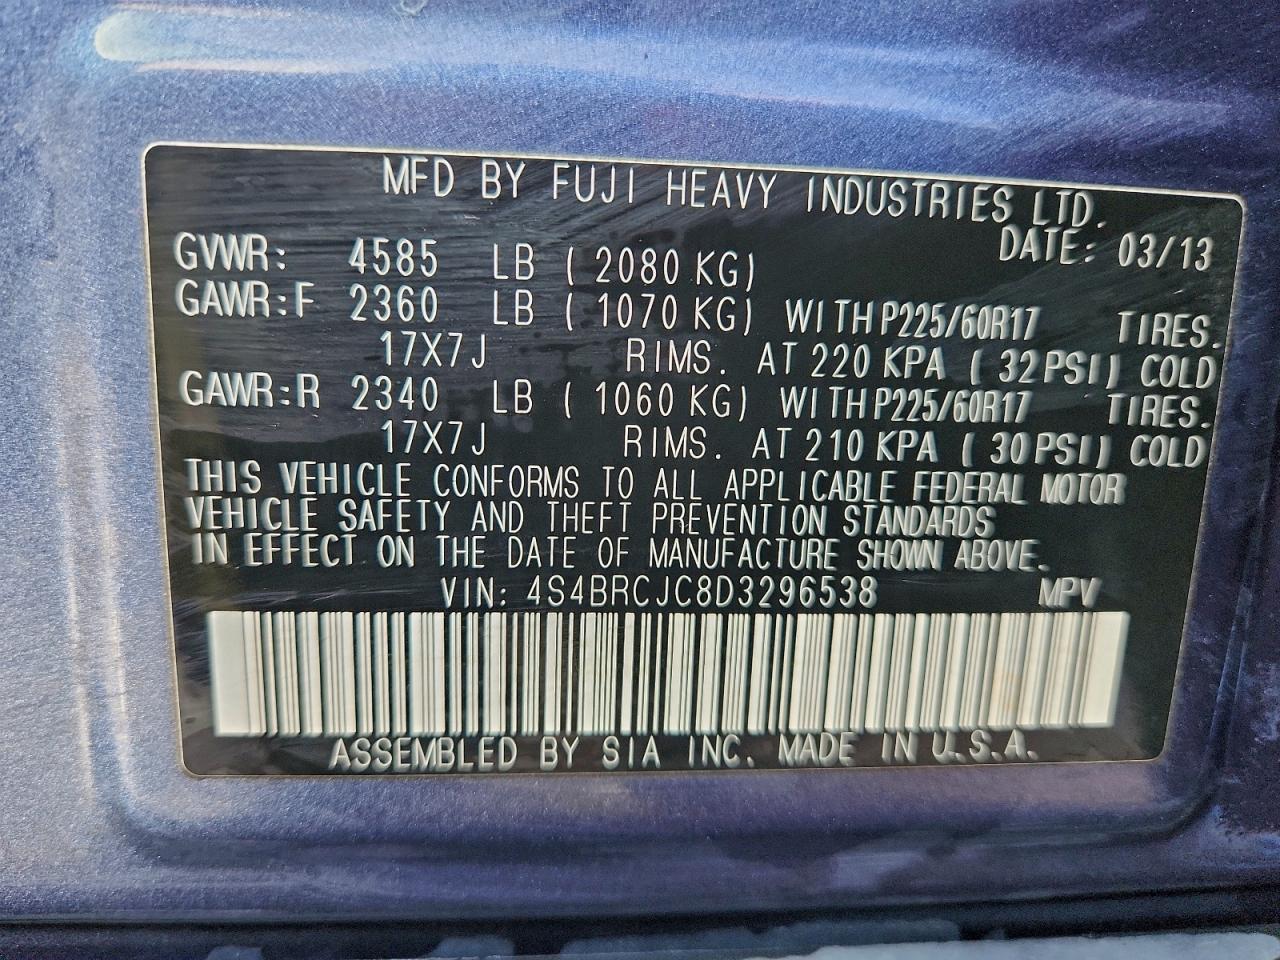 MFD BY FUJI HEAVY INDUSTRIES LTD.
DATE: 03/13
GVWR: 4585 LB ( 2080 KG)
GAWR:F 2360 LB ( 1070 KG) WITH P225/60R17 TIRES.
17X7J RIMS. AT 220 KPA ( 32 PSI) COLD
GAWR:R 2340 LB ( 1060 KG) WITH P225/60R17 TIRES.
17X7J RIMS. AT 210 KPA ( 30 PSI) COLD
THIS VEHICLE CONFORMS TO ALL APPLICABLE FEDERAL MOTOR
VEHICLE SAFETY AND THEFT PREVENTION STANDARDS
IN EFFECT ON THE DATE OF MANUFACTURE SHOWN ABOVE.
VIN: 4S4BRCJC8D3296538 MPV
ASSEMBLED BY SIA INC. MADE IN U.S.A.